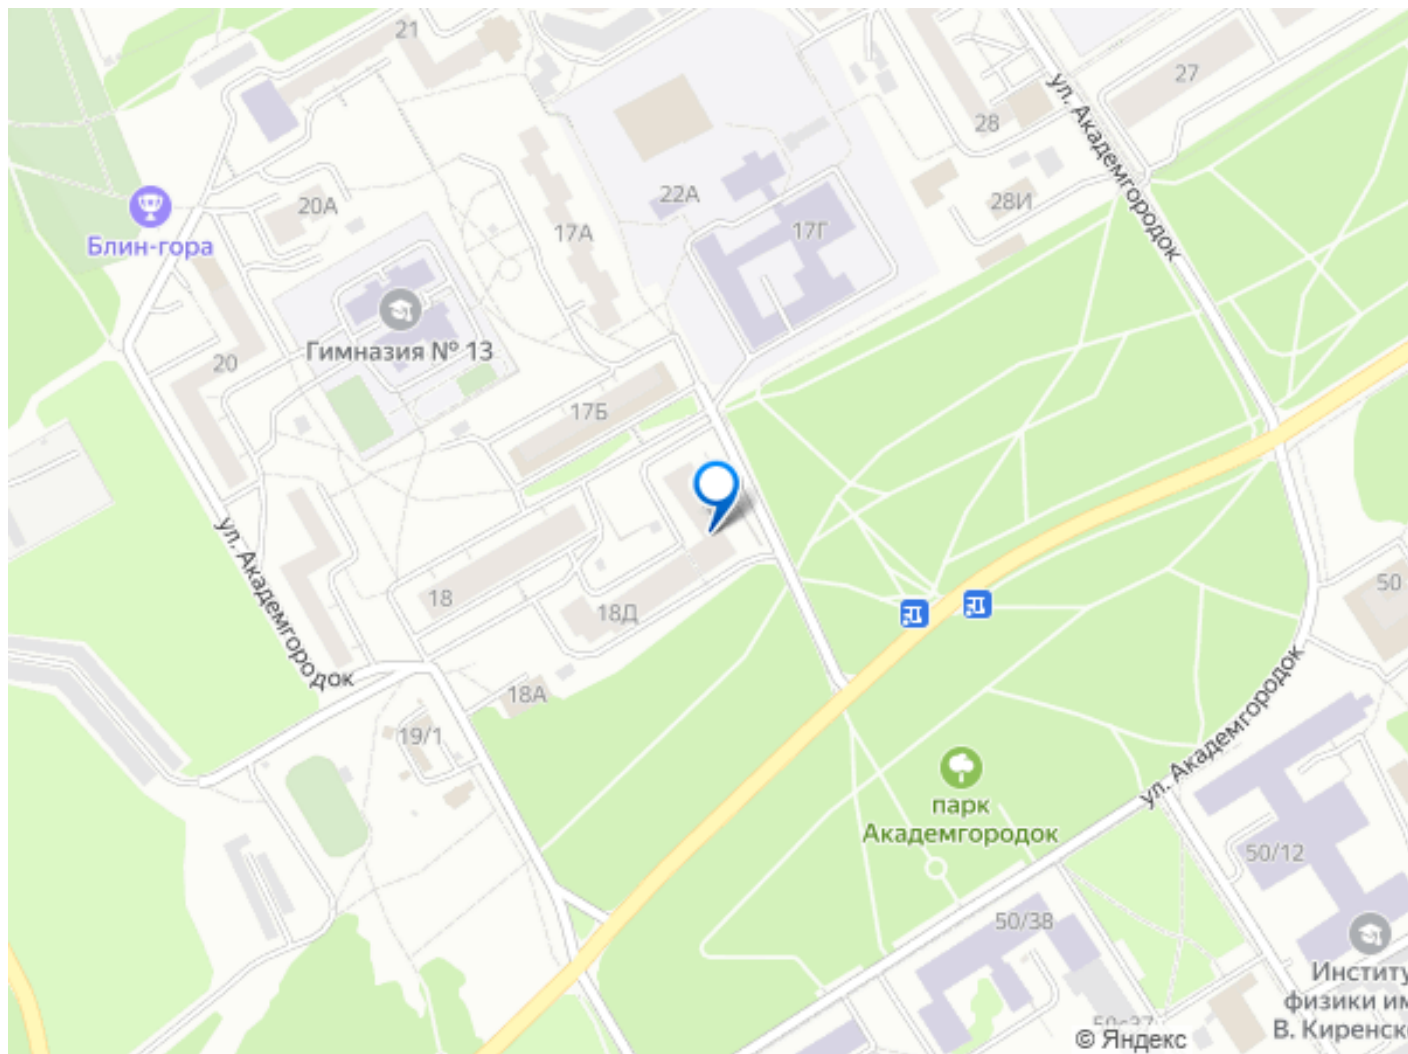 21
27
28
ул. Академгородок
22А
20А
28И
17А
17Г
Блин-гора
Гимназия № 13
20
17Б
ул. Академгородок
18
18Д
50
18А
19/1
ул. Академгородок
парк
Академгородок
50/12
50/38
Институ
физики им
В. Киренск
© Яндекс